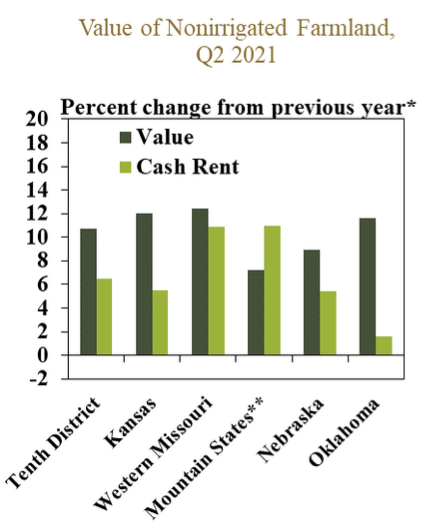 Value of Nonirrigated Farmland,
Q2 2021
Percent change from previous year*
20
18
16
14
12
10
8
6
4
2
0
-2
Value
Cash Rent
Tenth District
Kansas
Western Missouri
Mountain States**
Nebraska
Oklahoma